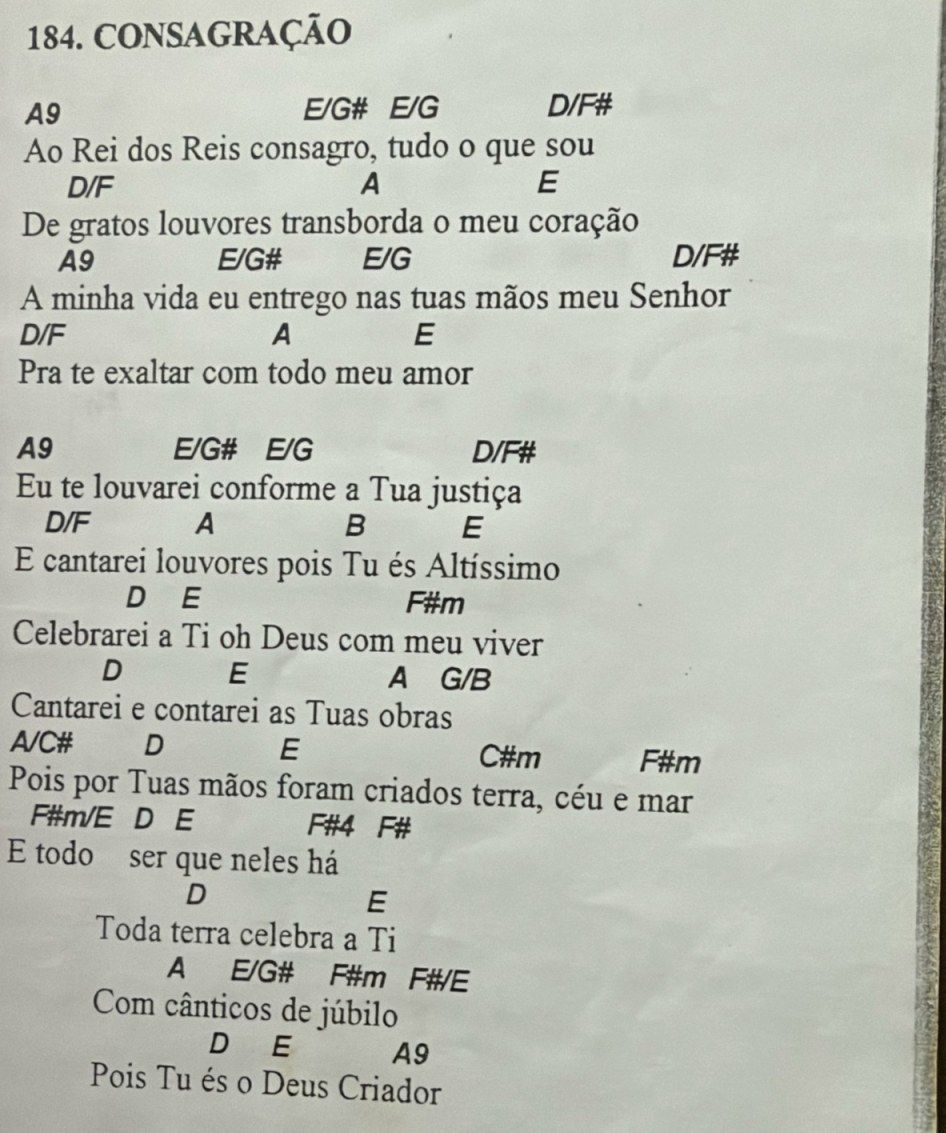 184. CONSAGRAÇÃO
A9 E/G# E/G D/F#
Ao Rei dos Reis consagro, tudo o que sou
D/F A E
De gratos louvores transborda o meu coração
A9 E/G# E/G D/F#
A minha vida eu entrego nas tuas mãos meu Senhor
D/F A E
Pra te exaltar com todo meu amor
A9 E/G# E/G D/F#
Eu te louvarei conforme a Tua justiça
D/F A B E
E cantarei louvores pois Tu és Altíssimo
D E F#m
Celebrarei a Ti oh Deus com meu viver
D E A G/B
Cantarei e contarei as Tuas obras
A/C# D E C#m F#m
Pois por Tuas mãos foram criados terra, céu e mar
F#m/E D E F#4 F#
E todo ser que neles há
D E
Toda terra celebra a Ti
A E/G# F#m F#/E
Com cânticos de júbilo
D E A9
Pois Tu és o Deus Criador